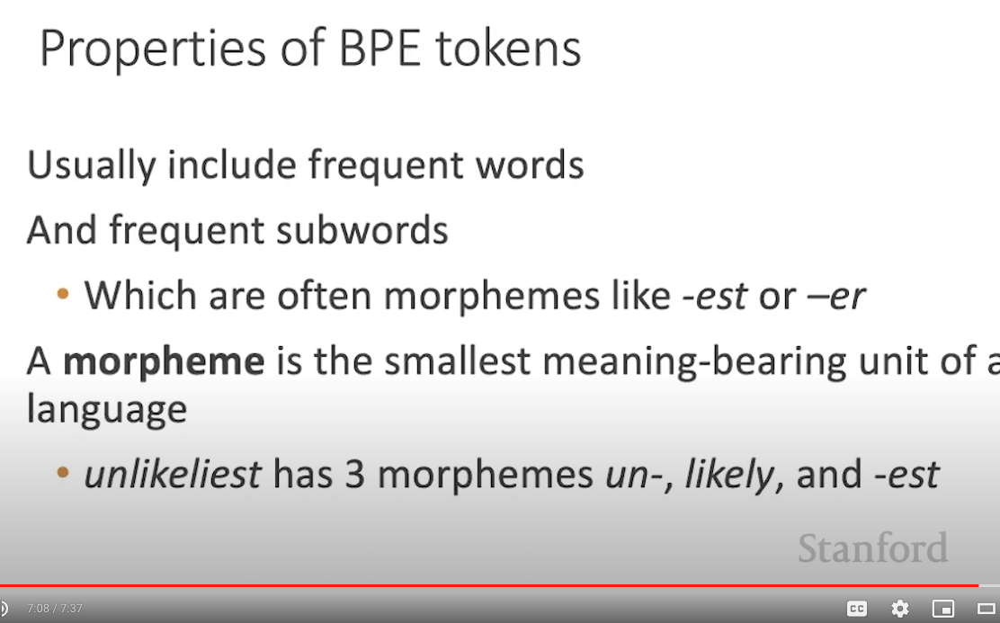 Properties of BPE tokens
Usually include frequent words
And frequent subwords
• Which are often morphemes like -est or –er
A morpheme is the smallest meaning-bearing unit of a
language
• unlikeliest has 3 morphemes un-, likely, and -est
Stanford
7:08 / 7:37
CC